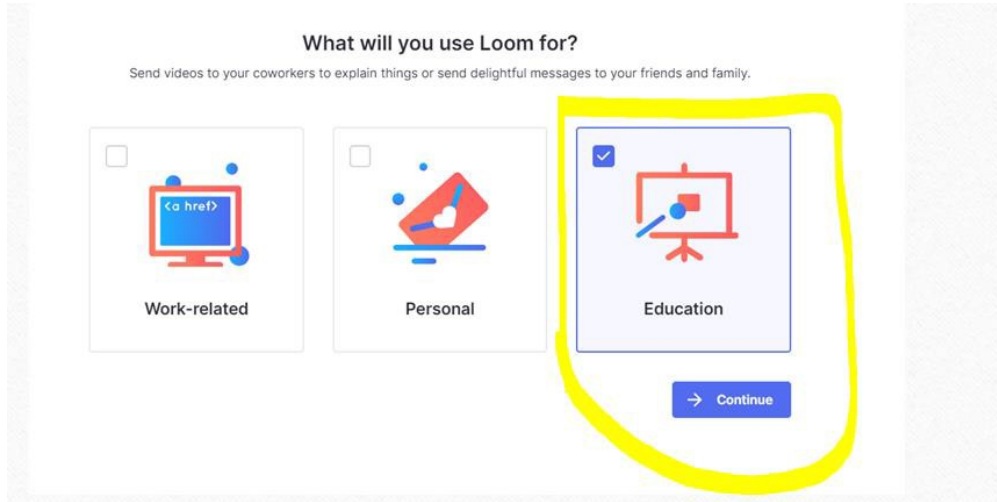 What will you use Loom for?
Send videos to your coworkers to explain things or send delightful messages to your friends and family.
<a href>
Work-related
Personal
Education
Continue